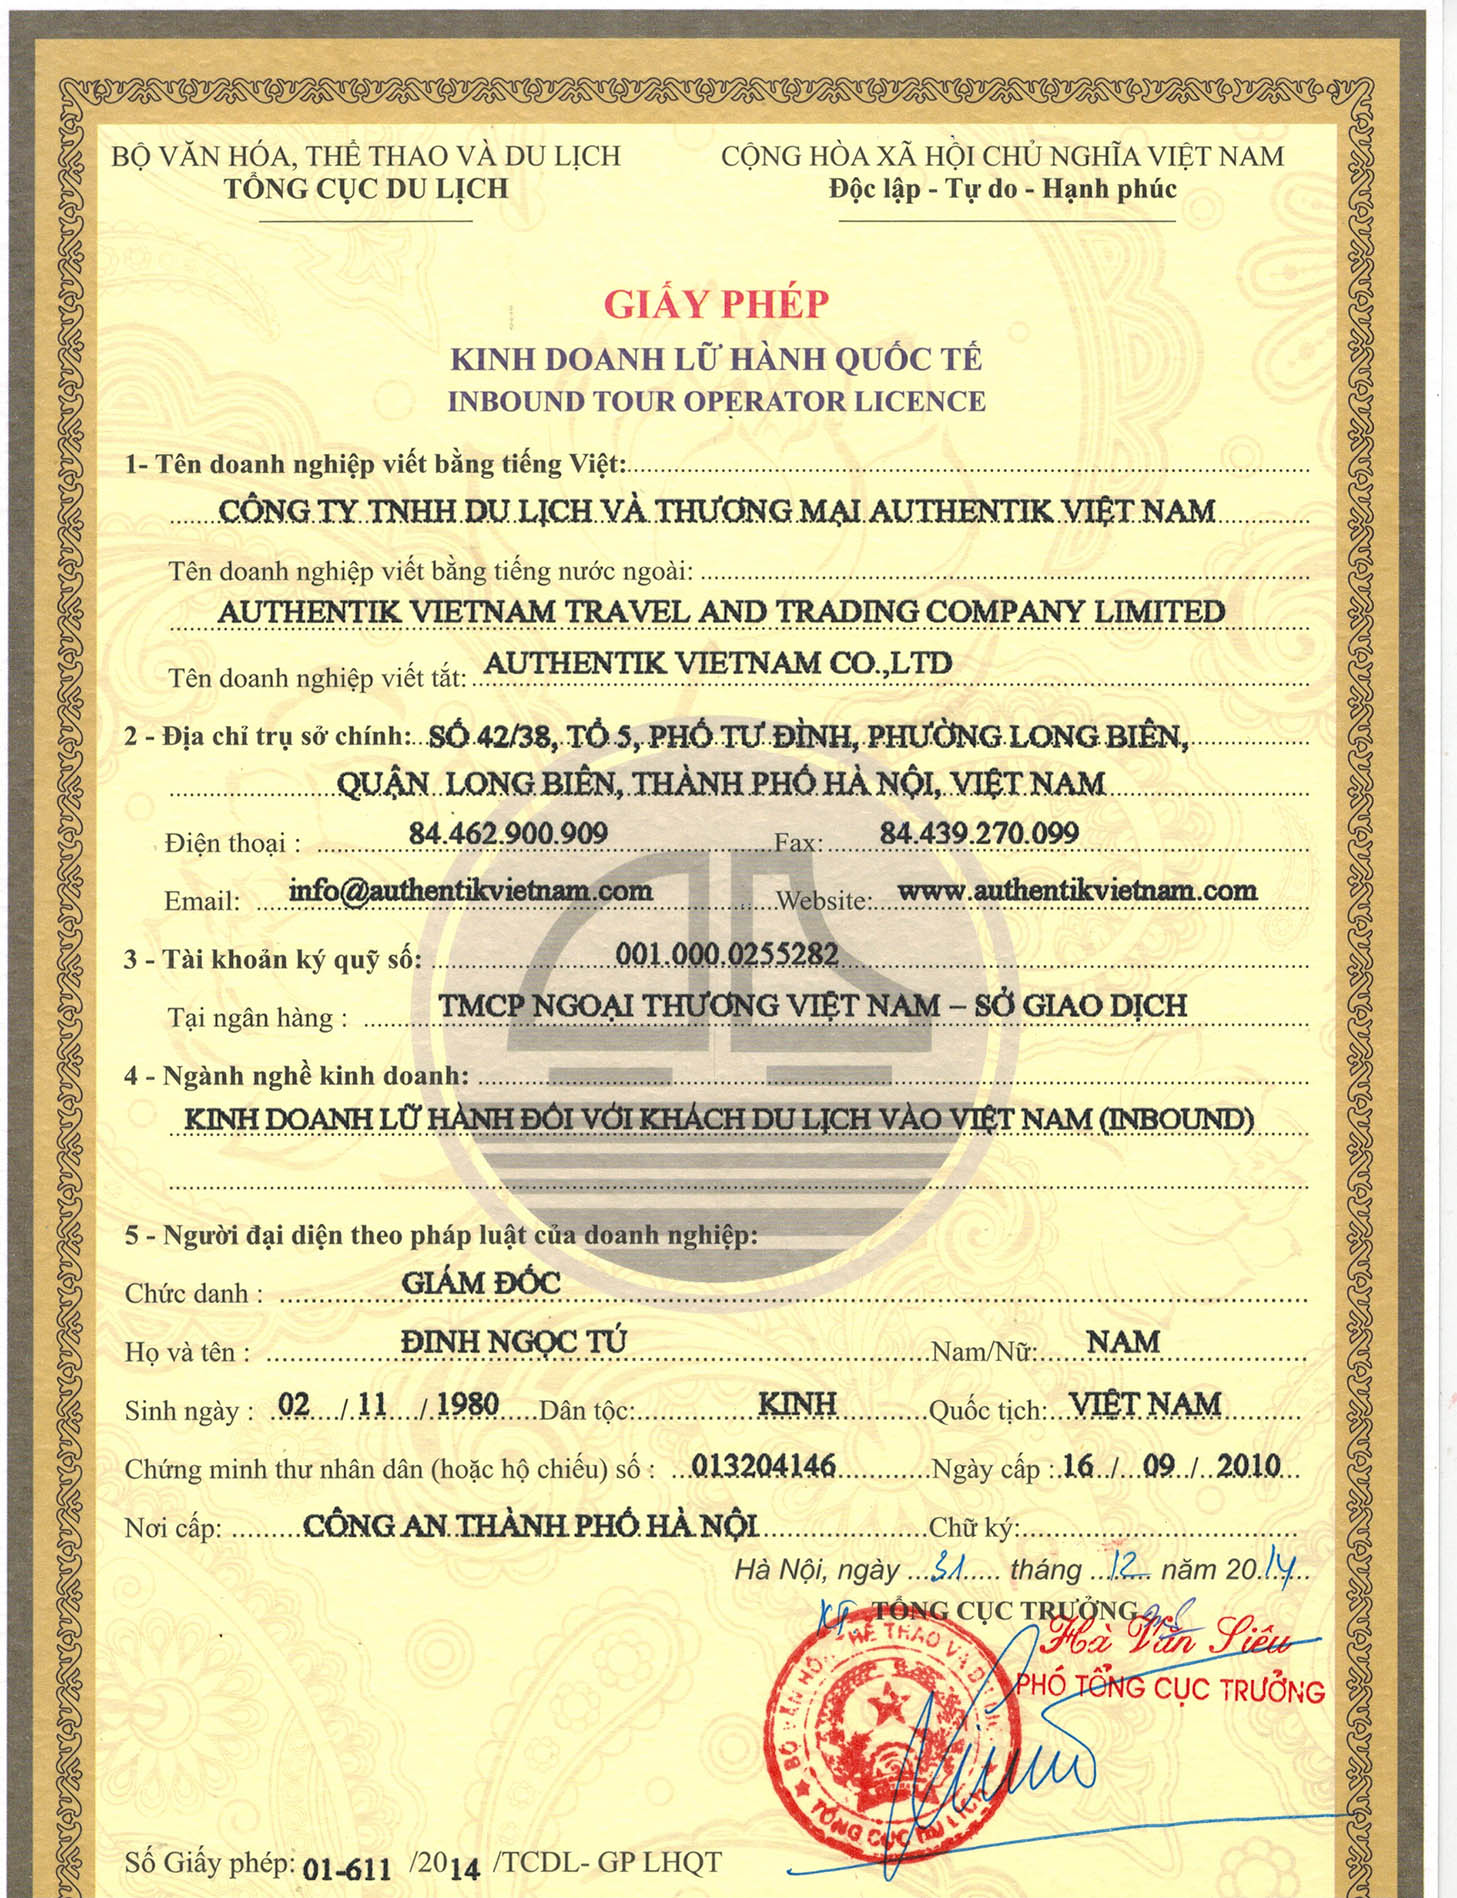 BỘ VĂN HÓA, THỂ THAO VÀ DU LỊCH
TỔNG CỤC DU LỊCH
CỘNG HÒA XÃ HỘI CHỦ NGHĨA VIỆT NAM
Độc lập - Tự do - Hạnh phúc
GIẤY PHÉP
KINH DOANH LỮ HÀNH QUỐC TẾ
INBOUND TOUR OPERATOR LICENCE
1- Tên doanh nghiệp viết bằng tiếng Việt:
CÔNG TY TNHH DU LỊCH VÀ THƯƠNG MẠI AUTHENTIK VIỆT NAM
Tên doanh nghiệp viết bằng tiếng nước ngoài:
AUTHENTIK VIETNAM TRAVEL AND TRADING COMPANY LIMITED
Tên doanh nghiệp viết tắt: AUTHENTIK VIETNAM CO.,LTD
2 - Địa chỉ trụ sở chính: SỐ 42/38, TỔ 5, PHỐ TƯ ĐÌNH, PHƯỜNG LONG BIÊN,
QUẬN LONG BIÊN, THÀNH PHỐ HÀ NỘI, VIỆT NAM
Điện thoại : 84.462.900.909 Fax: 84.439.270.099
Email: info@authentikvietnam.com Website: www.authentikvietnam.com
3 - Tài khoản ký quỹ số: 001.000.0255282
Tại ngân hàng : TMCP NGOẠI THƯƠNG VIỆT NAM – SỞ GIAO DỊCH
4 - Ngành nghề kinh doanh:
KINH DOANH LỮ HÀNH ĐỐI VỚI KHÁCH DU LỊCH VÀO VIỆT NAM (INBOUND)
5 - Người đại diện theo pháp luật của doanh nghiệp:
Chức danh : GIÁM ĐỐC
Họ và tên : ĐINH NGỌC TÚ Nam/Nữ: NAM
Sinh ngày : 02 / 11 / 1980 Dân tộc: KINH Quốc tịch: VIỆT NAM
Chứng minh thư nhân dân (hoặc hộ chiếu) số : 013204146 Ngày cấp : 16 / 09 / 2010
Nơi cấp: CÔNG AN THÀNH PHỐ HÀ NỘI Chữ ký:
Hà Nội, ngày 31 tháng 12 năm 2014
KT TỔNG CỤC TRƯỞNG
Hà Văn Siêu
PHÓ TỔNG CỤC TRƯỞNG
BỘ VĂN HÓA THỂ THAO VÀ DU LỊCH
TỔNG CỤC DU LỊCH
Số Giấy phép: 01-611 /2014 /TCDL- GP LHQT